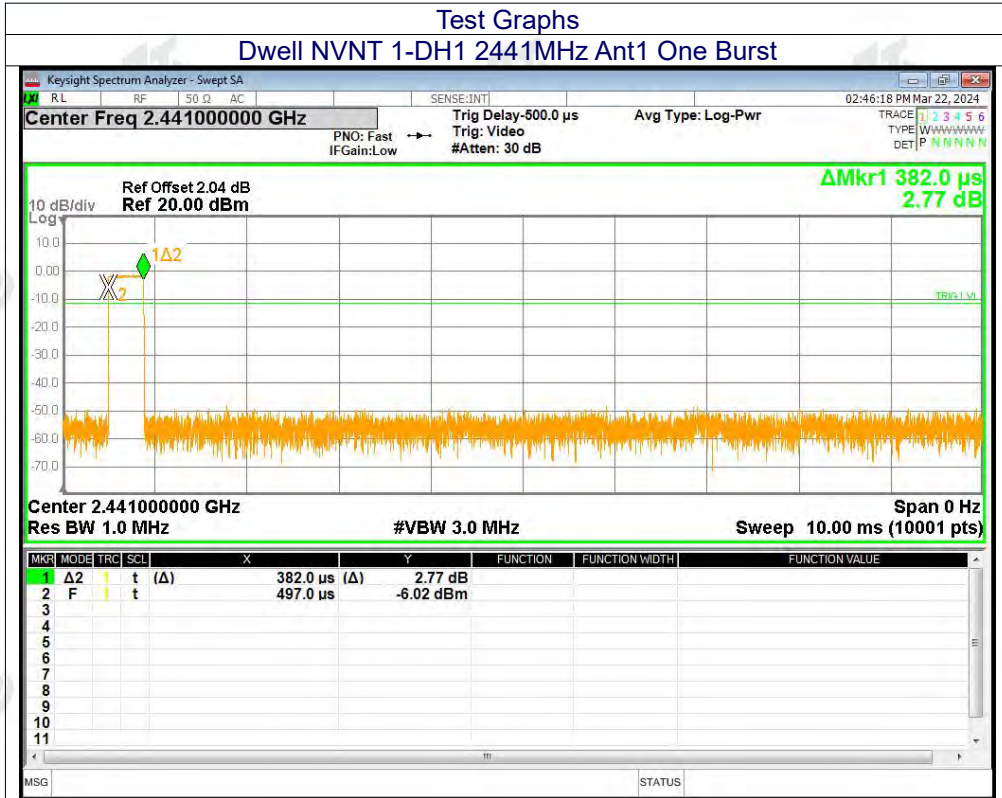 Test Graphs
Dwell NVNT 1-DH1 2441MHz Ant1 One Burst
Keysight Spectrum Analyzer - Swept SA
LXI RL RF 50 Ω AC SENSE:INT 02:46:18 PM Mar 22, 2024
Center Freq 2.441000000 GHz Trig Delay-500.0 µs Avg Type: Log-Pwr TRACE 1 2 3 4 5 6
PNO: Fast Trig: Video TYPE WWWWWW
IFGain:Low #Atten: 30 dB DET P N N N N N
Ref Offset 2.04 dB ΔMkr1 382.0 µs
10 dB/div Ref 20.00 dBm 2.77 dB
Log
10.0
1Δ2
0.00
2
-10.0
TRIG LVL
-20.0
-30.0
-40.0
-50.0
-60.0
-70.0
Center 2.441000000 GHz Span 0 Hz
Res BW 1.0 MHz #VBW 3.0 MHz Sweep 10.00 ms (10001 pts)
MKR MODE TRC SCL X Y FUNCTION FUNCTION WIDTH FUNCTION VALUE
1 Δ2 1 t (Δ) 382.0 µs (Δ) 2.77 dB
2 F 1 t 497.0 µs -6.02 dBm
3
4
5
6
7
8
9
10
11
MSG STATUS